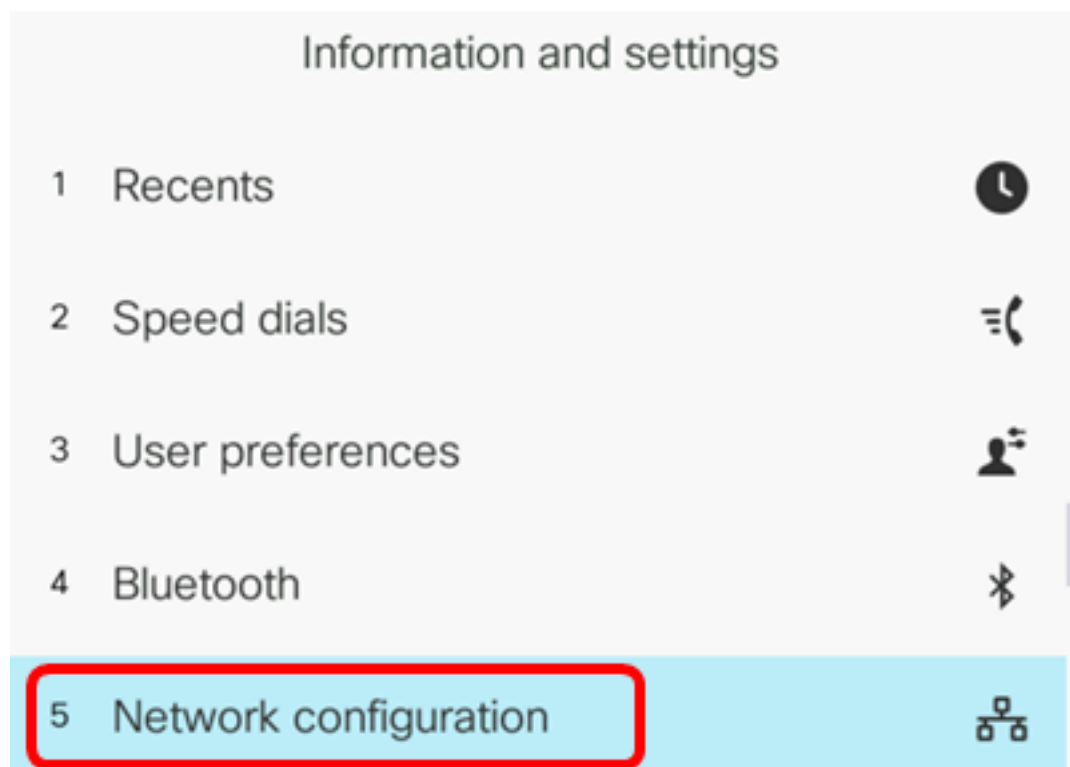 Information and settings
1 Recents
2 Speed dials
3 User preferences
4 Bluetooth
5 Network configuration